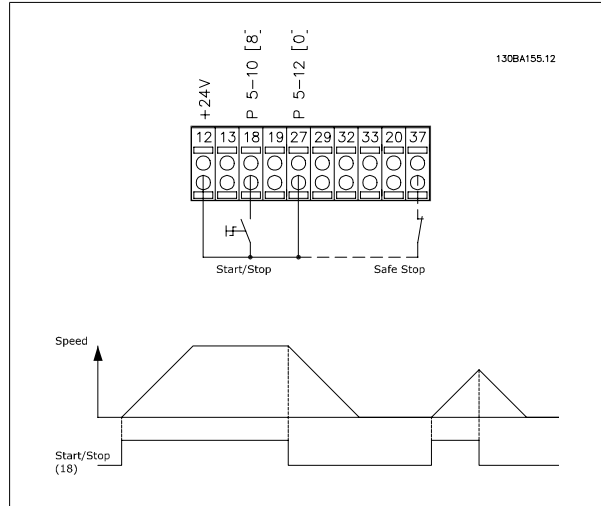 130BA155.12
+24V
P 5-10 [8]
P 5-12 [0]
12 13 18 19 27 29 32 33 20 37
Start/Stop
Safe Stop
Speed
Start/Stop
(18)